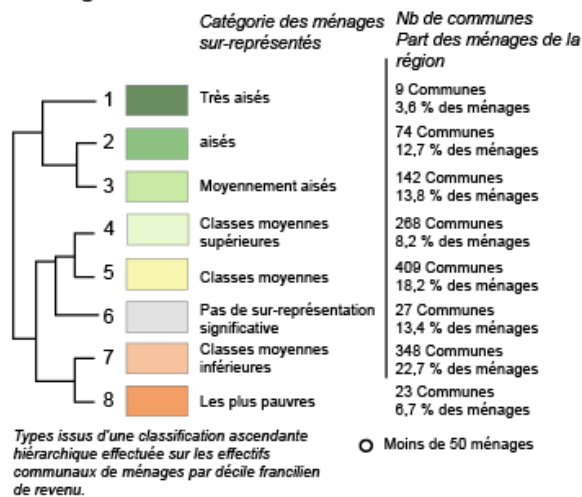 Catégorie des ménages
sur-représentés
Nb de communes
Part des ménages de la
région
1 Très aisés
9 Communes
3,6 % des ménages
2 aisés
74 Communes
12,7 % des ménages
3 Moyennement aisés
142 Communes
13,8 % des ménages
4 Classes moyennes
supérieures
268 Communes
8,2 % des ménages
5 Classes moyennes
409 Communes
18,2 % des ménages
6 Pas de sur-représentation
significative
27 Communes
13,4 % des ménages
7 Classes moyennes
inférieures
348 Communes
22,7 % des ménages
8 Les plus pauvres
23 Communes
6,7 % des ménages
Types issus d'une classification ascendante
hiérarchique effectuée sur les effectifs
communaux de ménages par décile francilien
de revenu.
Moins de 50 ménages